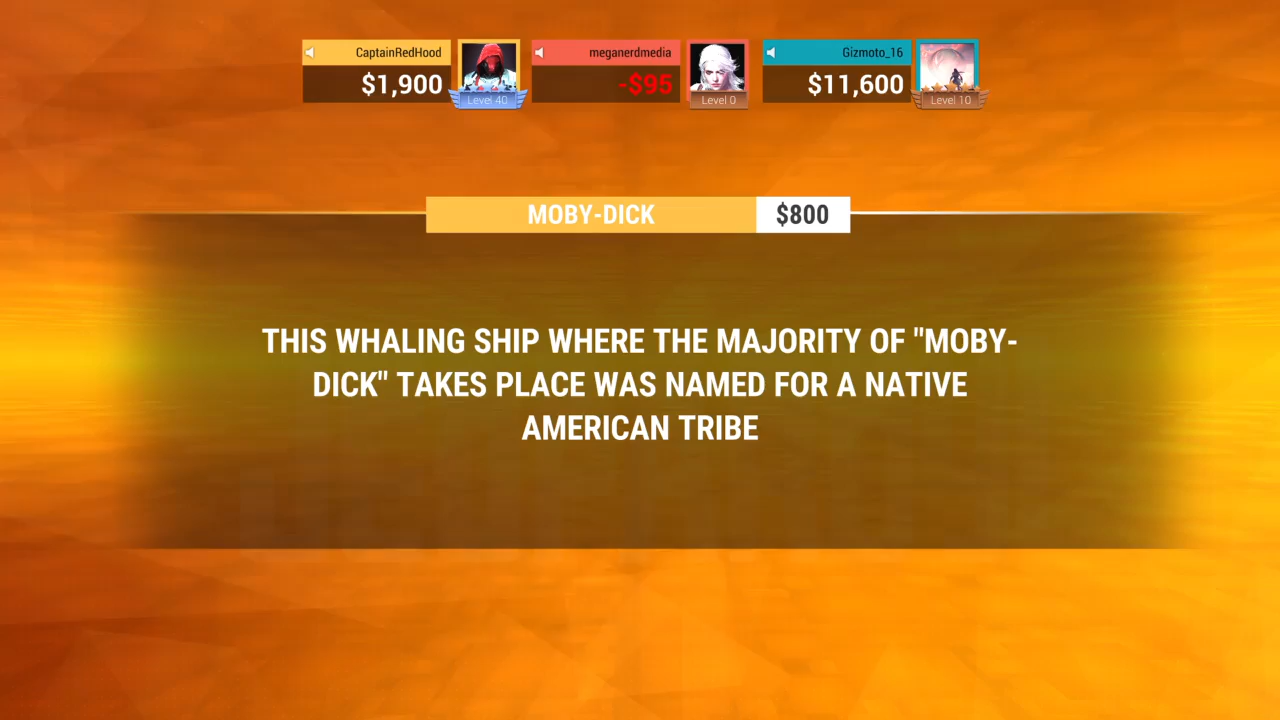 CaptainRedHood
$1,900
Level 40
meganerdmedia
-$95
Level 0
Gizmoto_16
$11,600
Level 10
MOBY-DICK
$800
THIS WHALING SHIP WHERE THE MAJORITY OF "MOBY-
DICK" TAKES PLACE WAS NAMED FOR A NATIVE
AMERICAN TRIBE